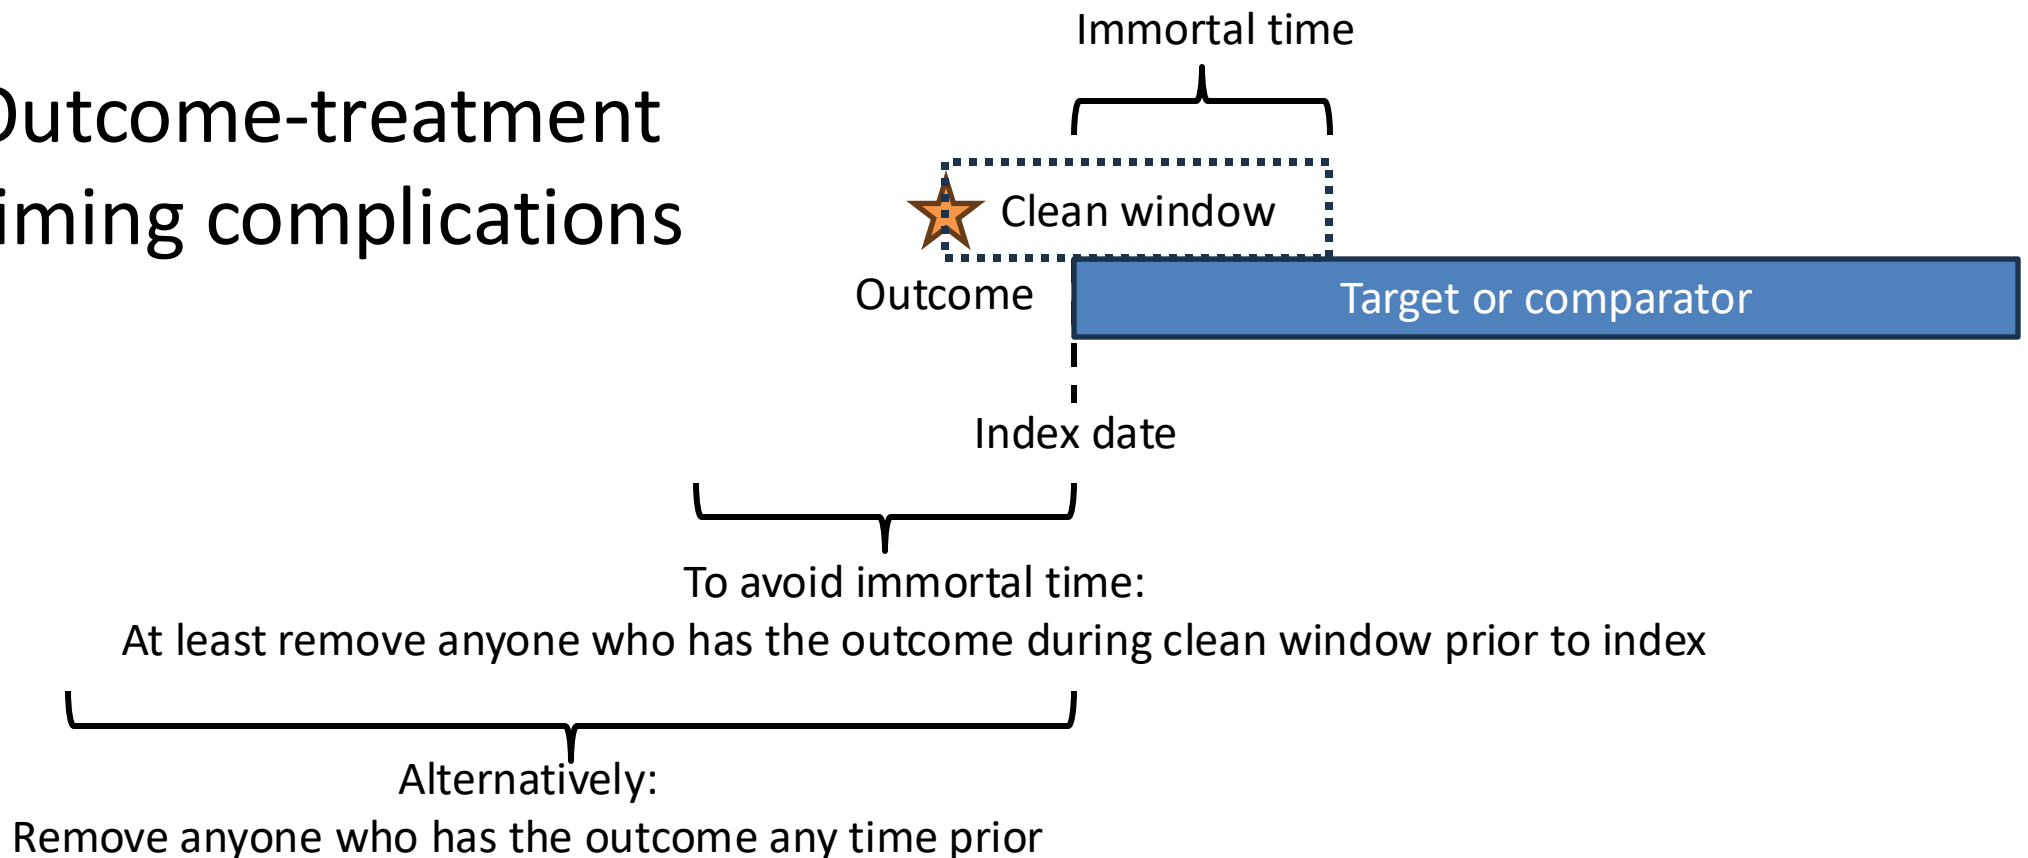 Outcome-treatment
iming complications
Immortal time
Clean window
Outcome
Target or comparator
Index date
To avoid immortal time:
At least remove anyone who has the outcome during clean window prior to index
Alternatively:
Remove anyone who has the outcome any time prior